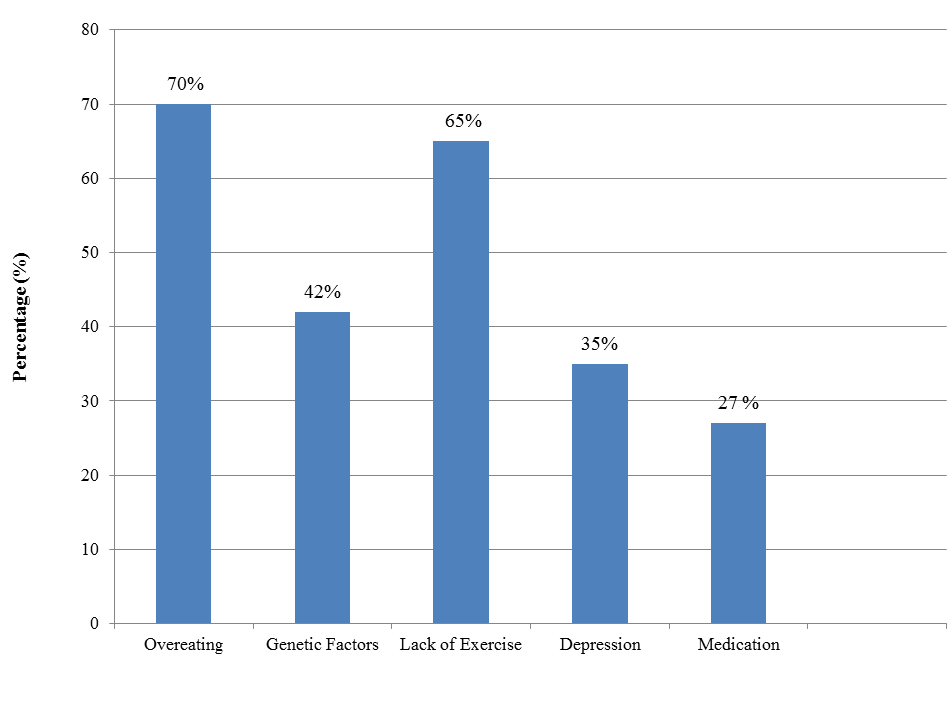 80
70
60
50
40
30
20
10
0
Percentage (%)
70%
42%
65%
35%
27 %
Overeating
Genetic Factors
Lack of Exercise
Depression
Medication